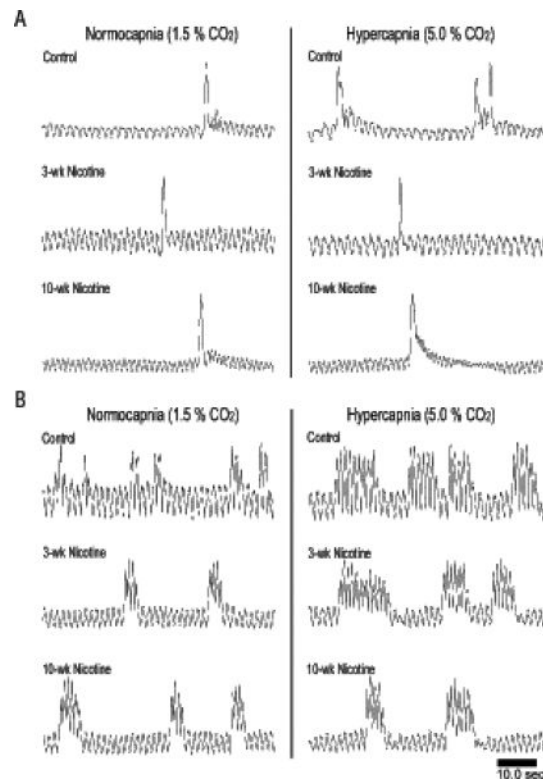 A
Normocapnia (1.5 % CO₂) Hypercapnia (5.0 % CO₂)
Control Control
3-wk Nicotine 3-wk Nicotine
10-wk Nicotine 10-wk Nicotine
B
Normocapnia (1.5 % CO₂) Hypercapnia (5.0 % CO₂)
Control Control
3-wk Nicotine 3-wk Nicotine
10-wk Nicotine 10-wk Nicotine
10.0 sec